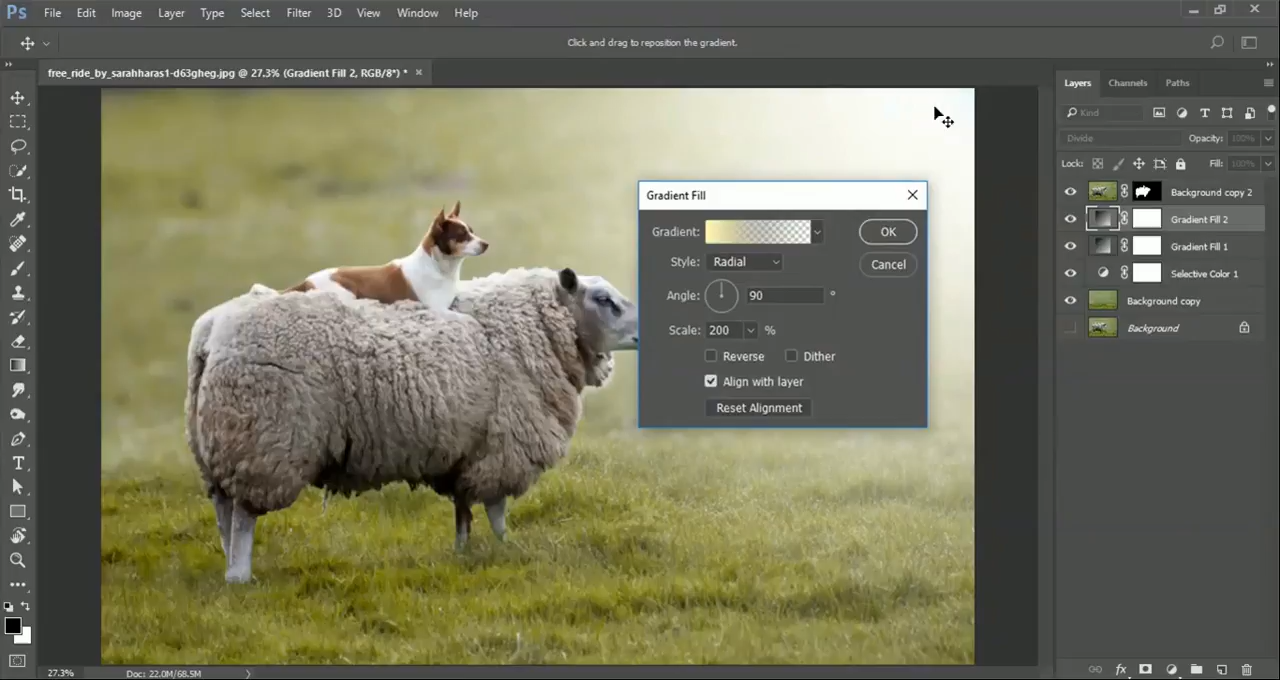 Ps File Edit Image Layer Type Select Filter 3D View Window Help
Click and drag to reposition the gradient.
free_ride_by_sarahharas1-d63gheg.jpg @ 27.3% (Gradient Fill 2, RGB/8*) *
Layers Channels Paths
Kind
Divide Opacity: 100%
Lock: Fill: 100%
Background copy 2
Gradient Fill 2
Gradient Fill 1
Selective Color 1
Background copy
Background
Gradient Fill
Gradient: OK
Style: Radial Cancel
Angle: 90 °
Scale: 200 %
Reverse Dither
Align with layer
Reset Alignment
27.3% Doc: 22.0M/68.5M